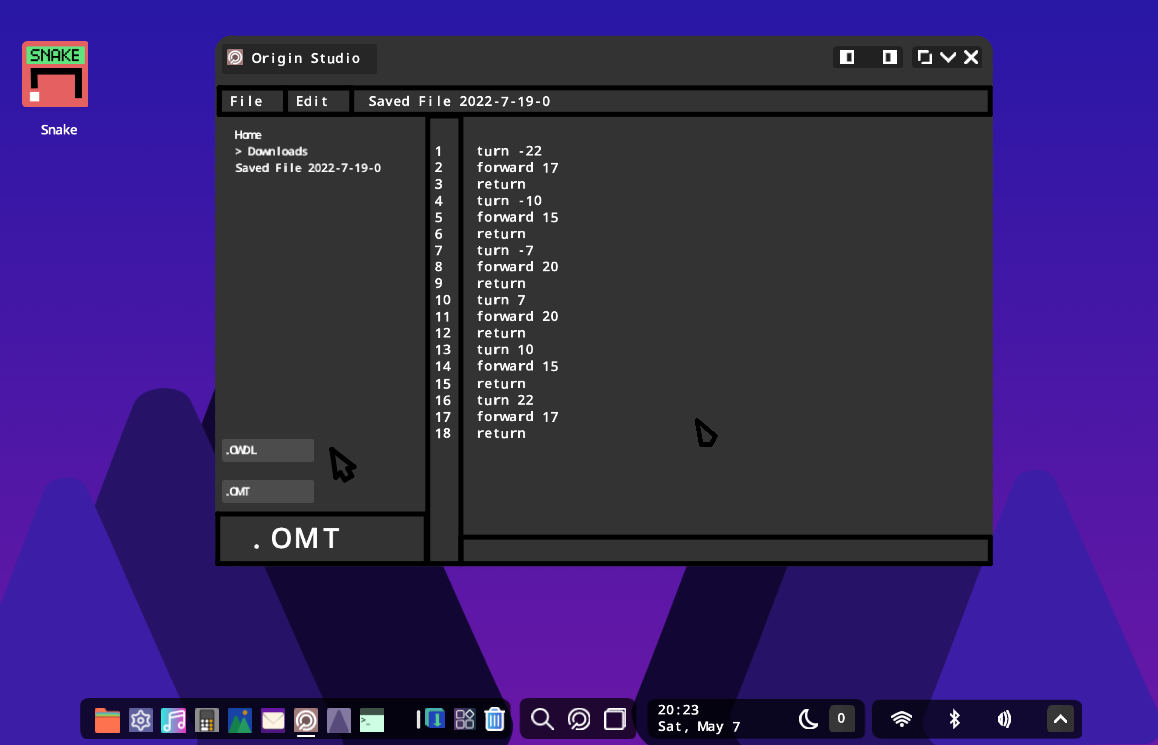 SNAKE
Snake
Origin Studio
File Edit Saved File 2022-7-19-0
Home
> Downloads
Saved File 2022-7-19-0
1 turn -22
2 forward 17
3 return
4 turn -10
5 forward 15
6 return
7 turn -7
8 forward 20
9 return
10 turn 7
11 forward 20
12 return
13 turn 10
14 forward 15
15 return
16 turn 22
17 forward 17
18 return
.OWDL
.OMT
.OMT
20:23
Sat, May 7
0